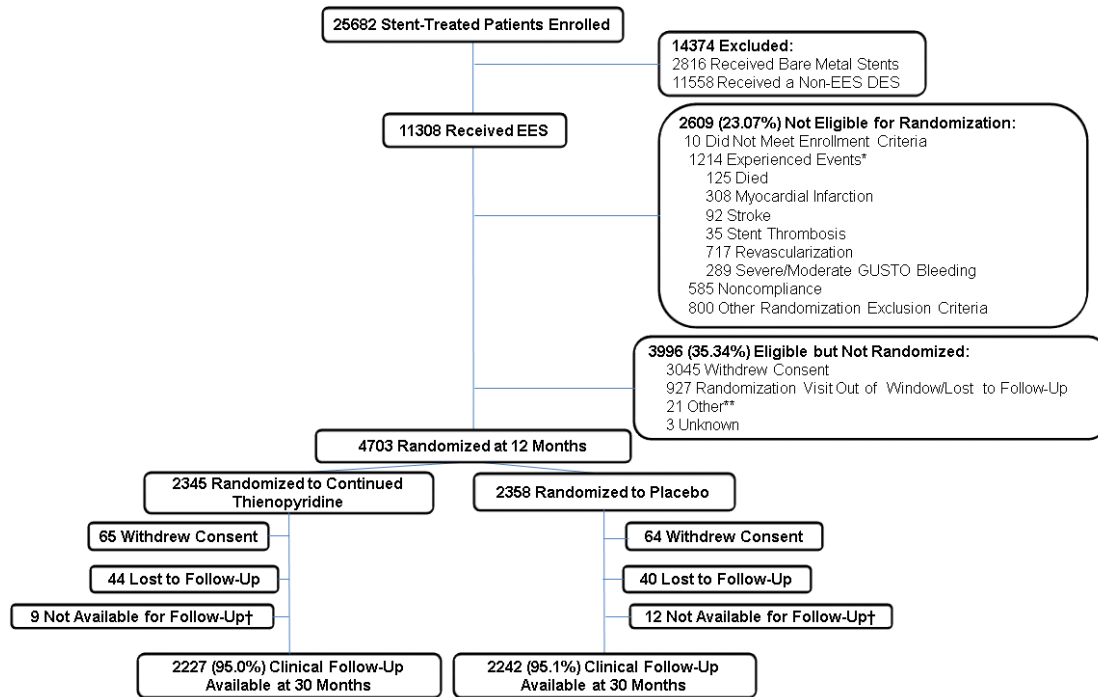 25682 Stent-Treated Patients Enrolled
14374 Excluded:
2816 Received Bare Metal Stents
11558 Received a Non-EES DES
11308 Received EES
2609 (23.07%) Not Eligible for Randomization:
10 Did Not Meet Enrollment Criteria
1214 Experienced Events*
125 Died
308 Myocardial Infarction
92 Stroke
35 Stent Thrombosis
717 Revascularization
289 Severe/Moderate GUSTO Bleeding
585 Noncompliance
800 Other Randomization Exclusion Criteria
3996 (35.34%) Eligible but Not Randomized:
3045 Withdrew Consent
927 Randomization Visit Out of Window/Lost to Follow-Up
21 Other**
3 Unknown
4703 Randomized at 12 Months
2345 Randomized to Continued
Thienopyridine
2358 Randomized to Placebo
65 Withdrew Consent
64 Withdrew Consent
44 Lost to Follow-Up
40 Lost to Follow-Up
9 Not Available for Follow-Up†
12 Not Available for Follow-Up†
2227 (95.0%) Clinical Follow-Up
Available at 30 Months
2242 (95.1%) Clinical Follow-Up
Available at 30 Months